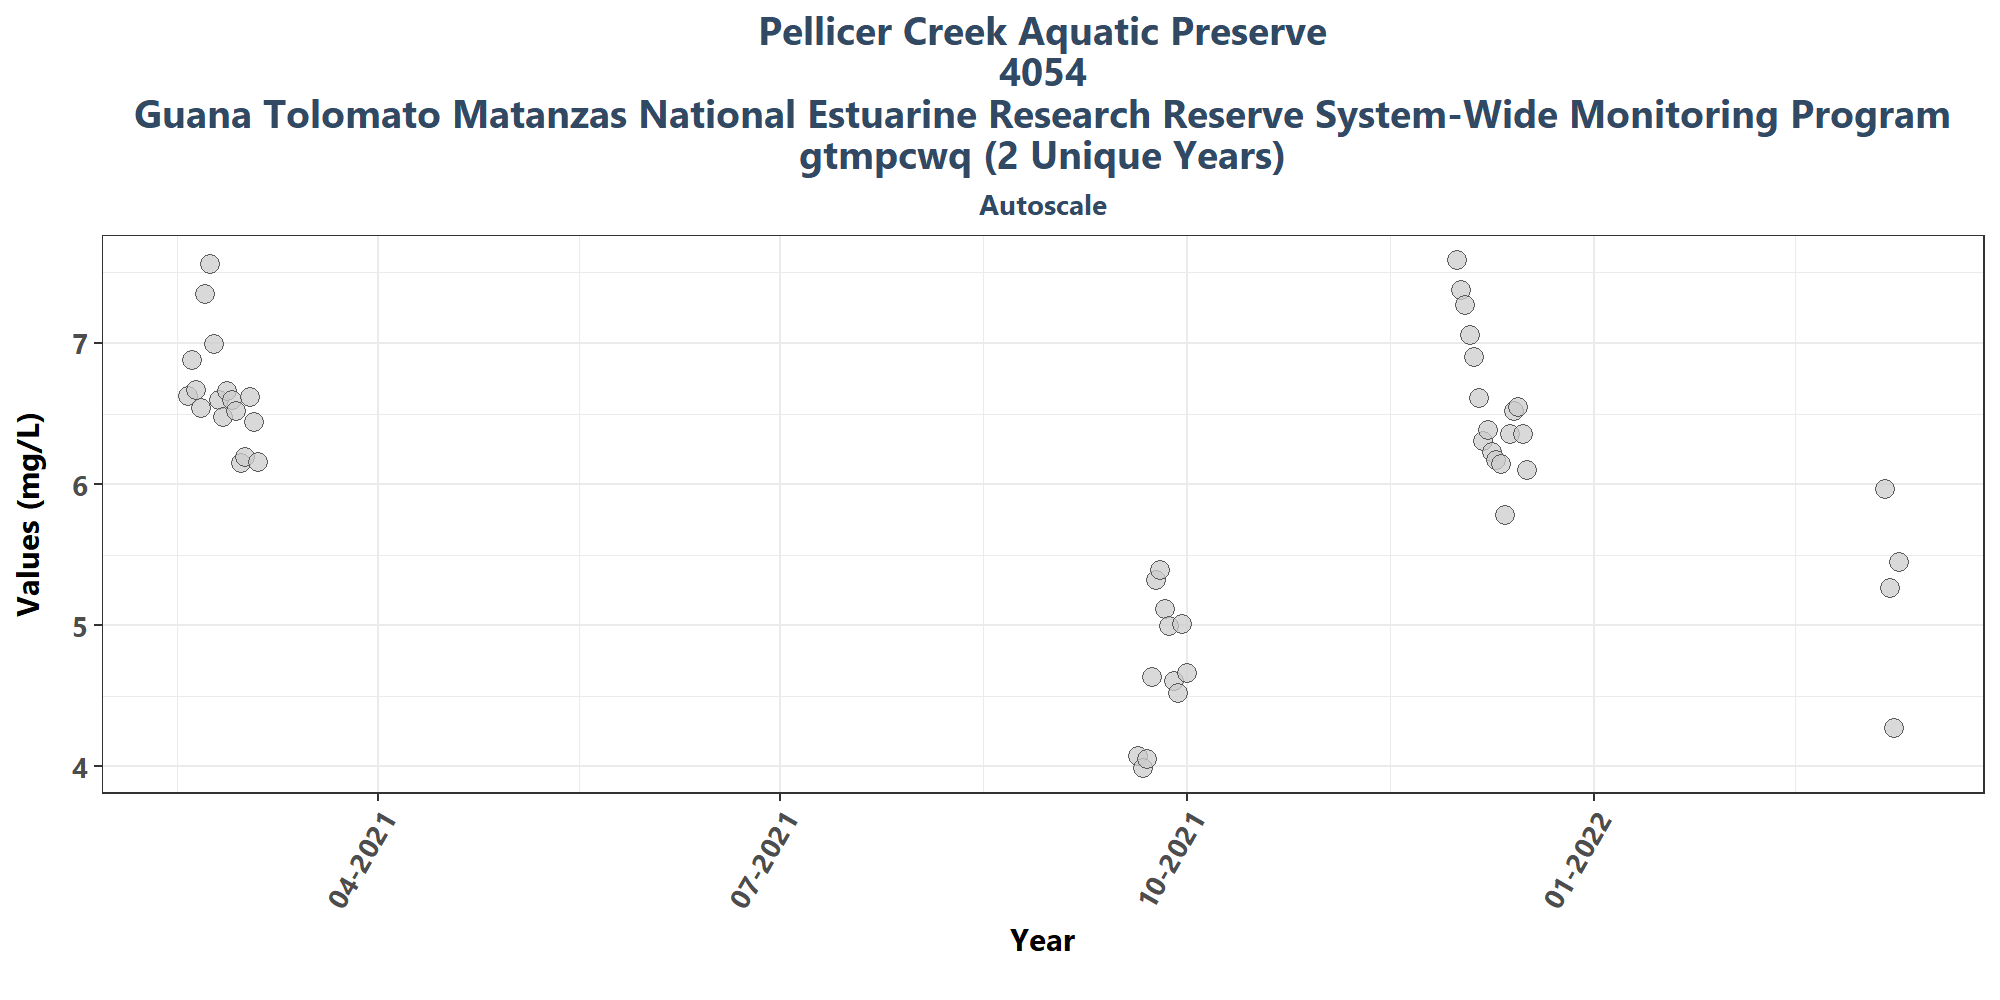 Pellicer Creek Aquatic Preserve
4054
Guana Tolomato Matanzas National Estuarine Research Reserve System-Wide Monitoring Program
gtmpcwq (2 Unique Years)
Autoscale
Values (mg/L)
7
6
5
4
04-2021
07-2021
10-2021
01-2022
Year